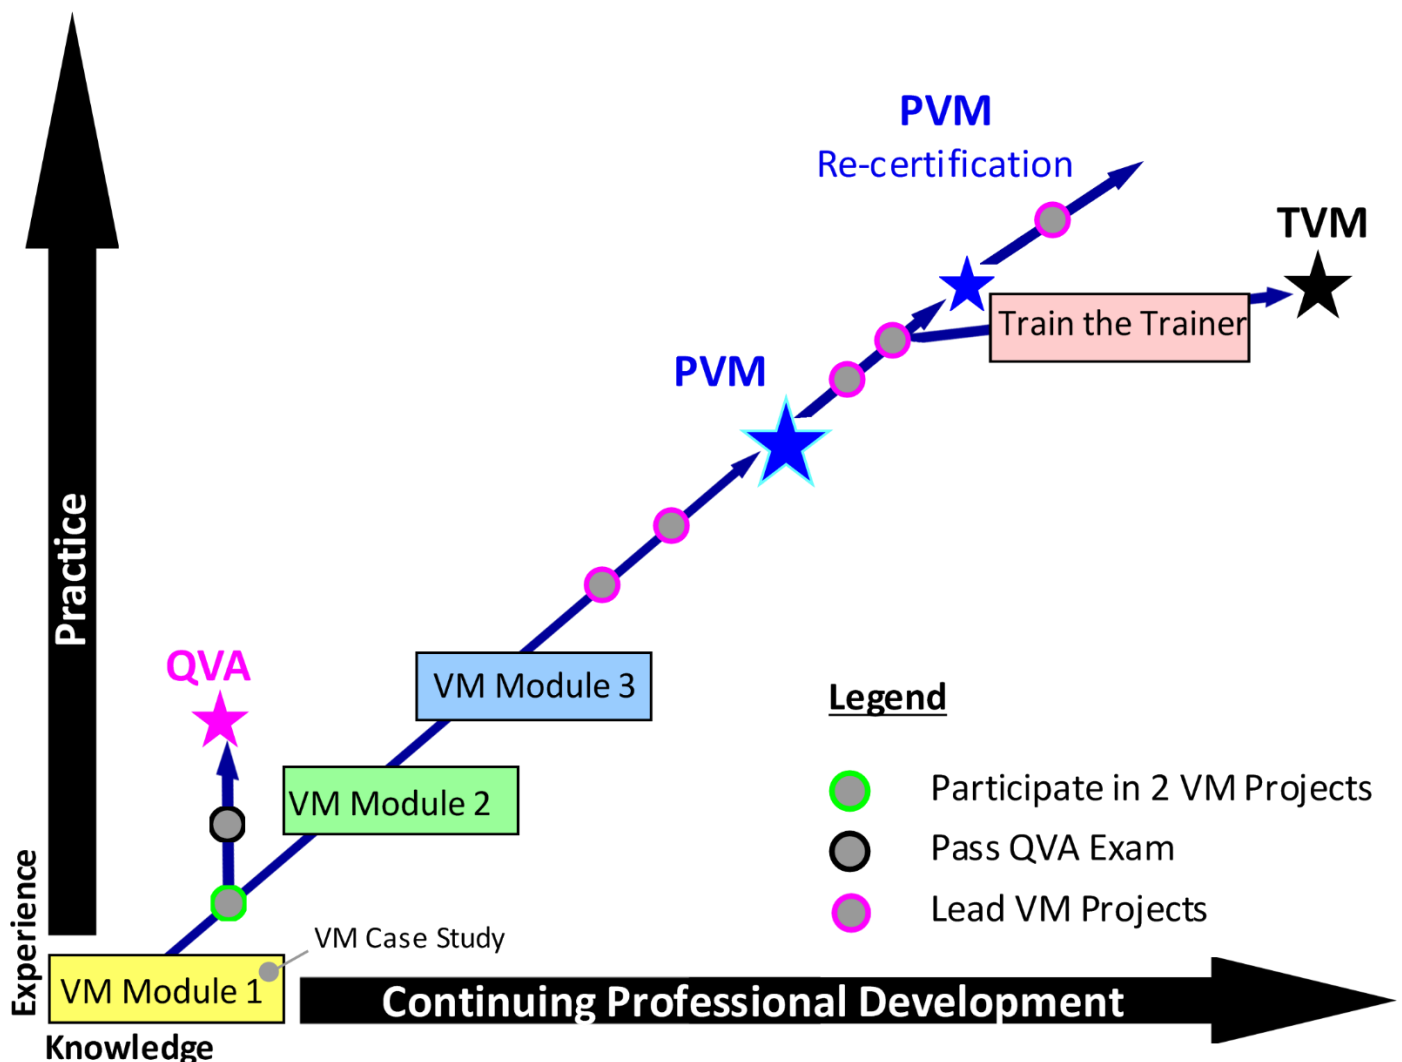 PVM
Re-certification
TVM
Train the Trainer
PVM
Practice
QVA
VM Module 3
Legend
VM Module 2
Participate in 2 VM Projects
Pass QVA Exam
Lead VM Projects
Experience
VM Case Study
VM Module 1
Continuing Professional Development
Knowledge